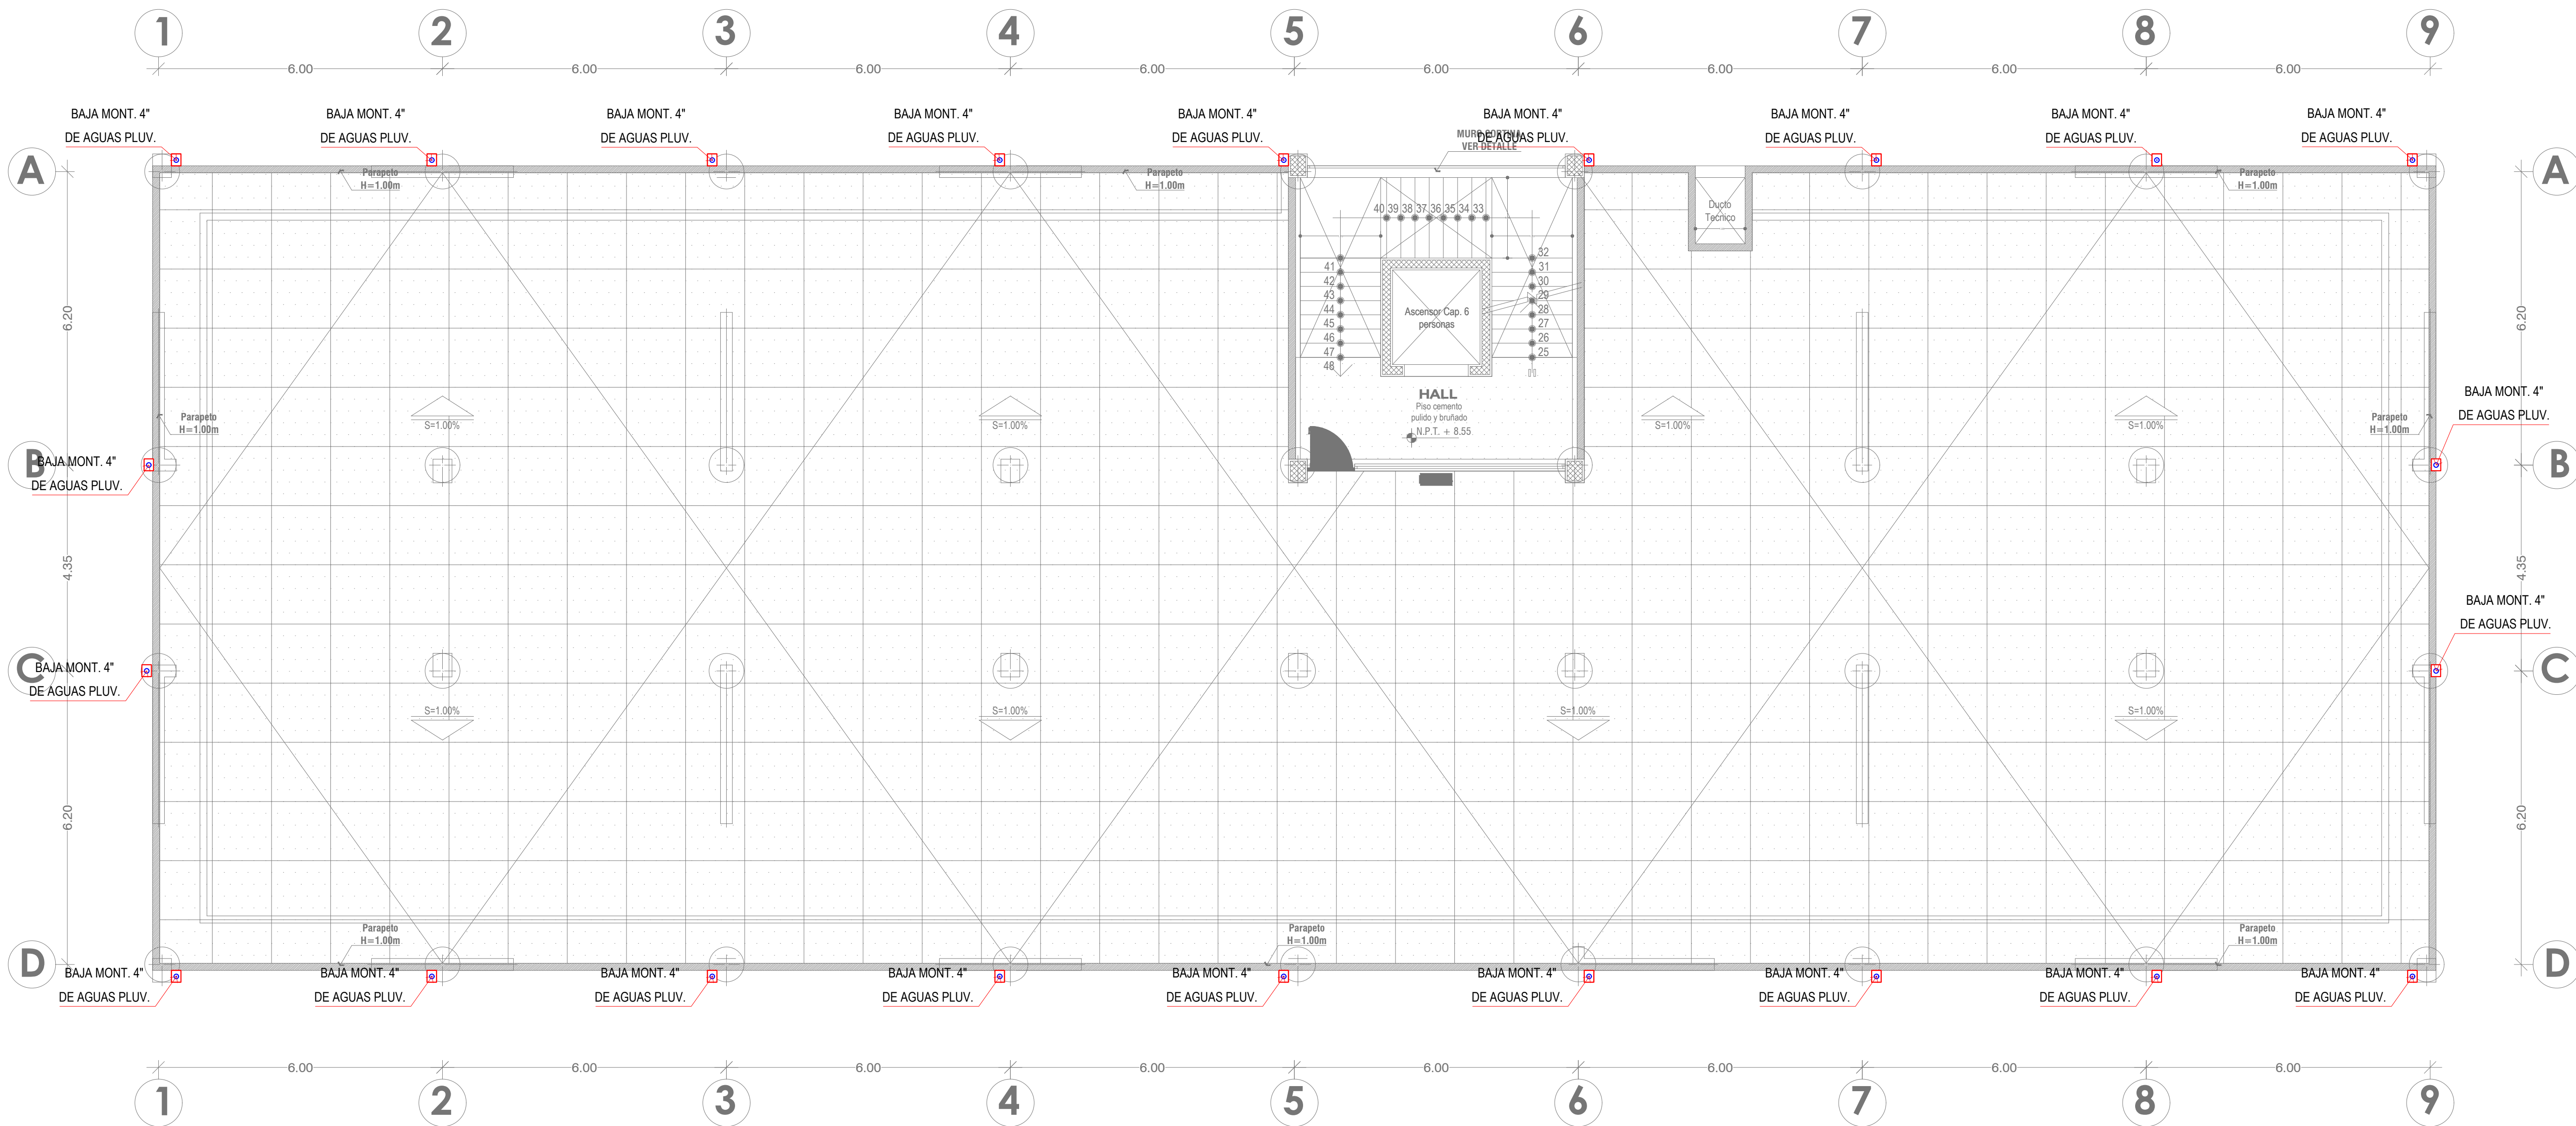 1 2 3 4 5 6 7 8 9
6.00 6.00 6.00 6.00 6.00 6.00 6.00 6.00
BAJA MONT. 4"
DE AGUAS PLUV.
BAJA MONT. 4"
DE AGUAS PLUV.
BAJA MONT. 4"
DE AGUAS PLUV.
BAJA MONT. 4"
DE AGUAS PLUV.
BAJA MONT. 4"
DE AGUAS PLUV.
BAJA MONT. 4"
DE AGUAS PLUV.
BAJA MONT. 4"
DE AGUAS PLUV.
BAJA MONT. 4"
DE AGUAS PLUV.
BAJA MONT. 4"
DE AGUAS PLUV.
MURO CORTINA
VER DETALLE
A A
Parapeto
H=1.00m
Parapeto
H=1.00m
Parapeto
H=1.00m
Ducto
Tecnico
40 39 38 37 36 35 34 33
32
41 31
42 30
43 29
44 28
45 27
46 26
47 25
48
Ascensor Cap. 6
personas
6.20 6.20
HALL
Piso cemento
pulido y bruñado
N.P.T. + 8.55
Parapeto
H=1.00m
Parapeto
H=1.00m
S=1.00% S=1.00% S=1.00% S=1.00%
BAJA MONT. 4"
DE AGUAS PLUV.
B B
BAJA MONT. 4"
DE AGUAS PLUV.
4.35 4.35
BAJA MONT. 4"
DE AGUAS PLUV.
C C
BAJA MONT. 4"
DE AGUAS PLUV.
S=1.00% S=1.00% S=1.00% S=1.00%
6.20 6.20
Parapeto
H=1.00m
Parapeto
H=1.00m
Parapeto
H=1.00m
D D
BAJA MONT. 4"
DE AGUAS PLUV.
BAJA MONT. 4"
DE AGUAS PLUV.
BAJA MONT. 4"
DE AGUAS PLUV.
BAJA MONT. 4"
DE AGUAS PLUV.
BAJA MONT. 4"
DE AGUAS PLUV.
BAJA MONT. 4"
DE AGUAS PLUV.
BAJA MONT. 4"
DE AGUAS PLUV.
BAJA MONT. 4"
DE AGUAS PLUV.
BAJA MONT. 4"
DE AGUAS PLUV.
6.00 6.00 6.00 6.00 6.00 6.00 6.00 6.00
1 2 3 4 5 6 7 8 9